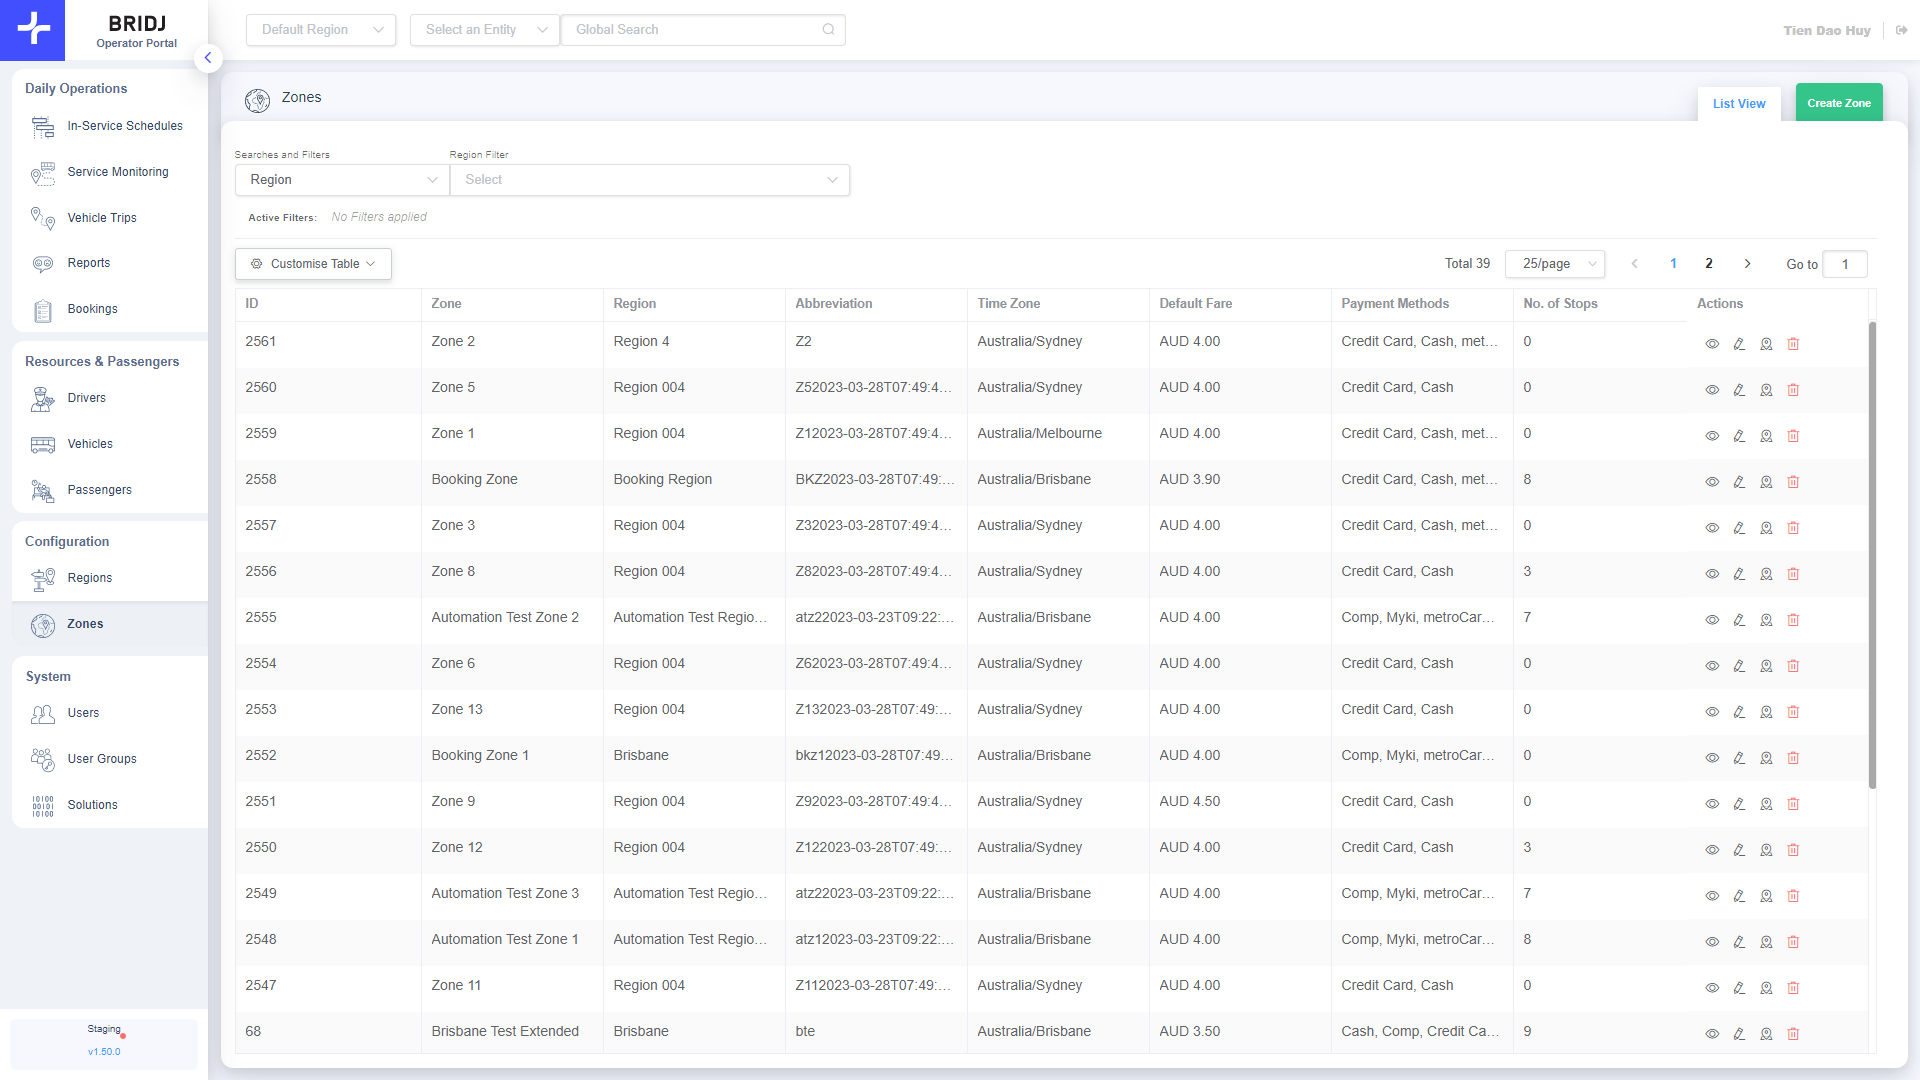 BRIDJ
Operator Portal
Default Region
Select an Entity
Global Search
Tien Dao Huy
Daily Operations
In-Service Schedules
Service Monitoring
Vehicle Trips
Reports
Bookings
Resources & Passengers
Drivers
Vehicles
Passengers
Configuration
Regions
Zones
System
Users
User Groups
Solutions
Staging
v1.50.0
Zones
List View
Create Zone
Searches and Filters
Region Filter
Region
Select
Active Filters: No Filters applied
Customise Table
Total 39 25/page 1 2 Go to 1
ID Zone Region Abbreviation Time Zone Default Fare Payment Methods No. of Stops Actions
2561 Zone 2 Region 4 Z2 Australia/Sydney AUD 4.00 Credit Card, Cash, met... 0
2560 Zone 5 Region 004 Z52023-03-28T07:49:4... Australia/Sydney AUD 4.00 Credit Card, Cash 0
2559 Zone 1 Region 004 Z12023-03-28T07:49:4... Australia/Melbourne AUD 4.00 Credit Card, Cash, met... 0
2558 Booking Zone Booking Region BKZ2023-03-28T07:49:... Australia/Brisbane AUD 3.90 Credit Card, Cash, met... 8
2557 Zone 3 Region 004 Z32023-03-28T07:49:4... Australia/Sydney AUD 4.00 Credit Card, Cash, met... 0
2556 Zone 8 Region 004 Z82023-03-28T07:49:4... Australia/Sydney AUD 4.00 Credit Card, Cash 3
2555 Automation Test Zone 2 Automation Test Regio... atz22023-03-23T09:22:... Australia/Brisbane AUD 4.00 Comp, Myki, metroCar... 7
2554 Zone 6 Region 004 Z62023-03-28T07:49:4... Australia/Sydney AUD 4.00 Credit Card, Cash 0
2553 Zone 13 Region 004 Z132023-03-28T07:49:... Australia/Sydney AUD 4.00 Credit Card, Cash 0
2552 Booking Zone 1 Brisbane bkz12023-03-28T07:49... Australia/Brisbane AUD 4.00 Comp, Myki, metroCar... 0
2551 Zone 9 Region 004 Z92023-03-28T07:49:4... Australia/Sydney AUD 4.50 Credit Card, Cash 0
2550 Zone 12 Region 004 Z122023-03-28T07:49:... Australia/Sydney AUD 4.00 Credit Card, Cash 3
2549 Automation Test Zone 3 Automation Test Regio... atz22023-03-23T09:22:... Australia/Brisbane AUD 4.00 Comp, Myki, metroCar... 7
2548 Automation Test Zone 1 Automation Test Regio... atz12023-03-23T09:22:... Australia/Brisbane AUD 4.00 Comp, Myki, metroCar... 8
2547 Zone 11 Region 004 Z112023-03-28T07:49:... Australia/Sydney AUD 4.00 Credit Card, Cash 0
68 Brisbane Test Extended Brisbane bte Australia/Brisbane AUD 3.50 Cash, Comp, Credit Ca... 9